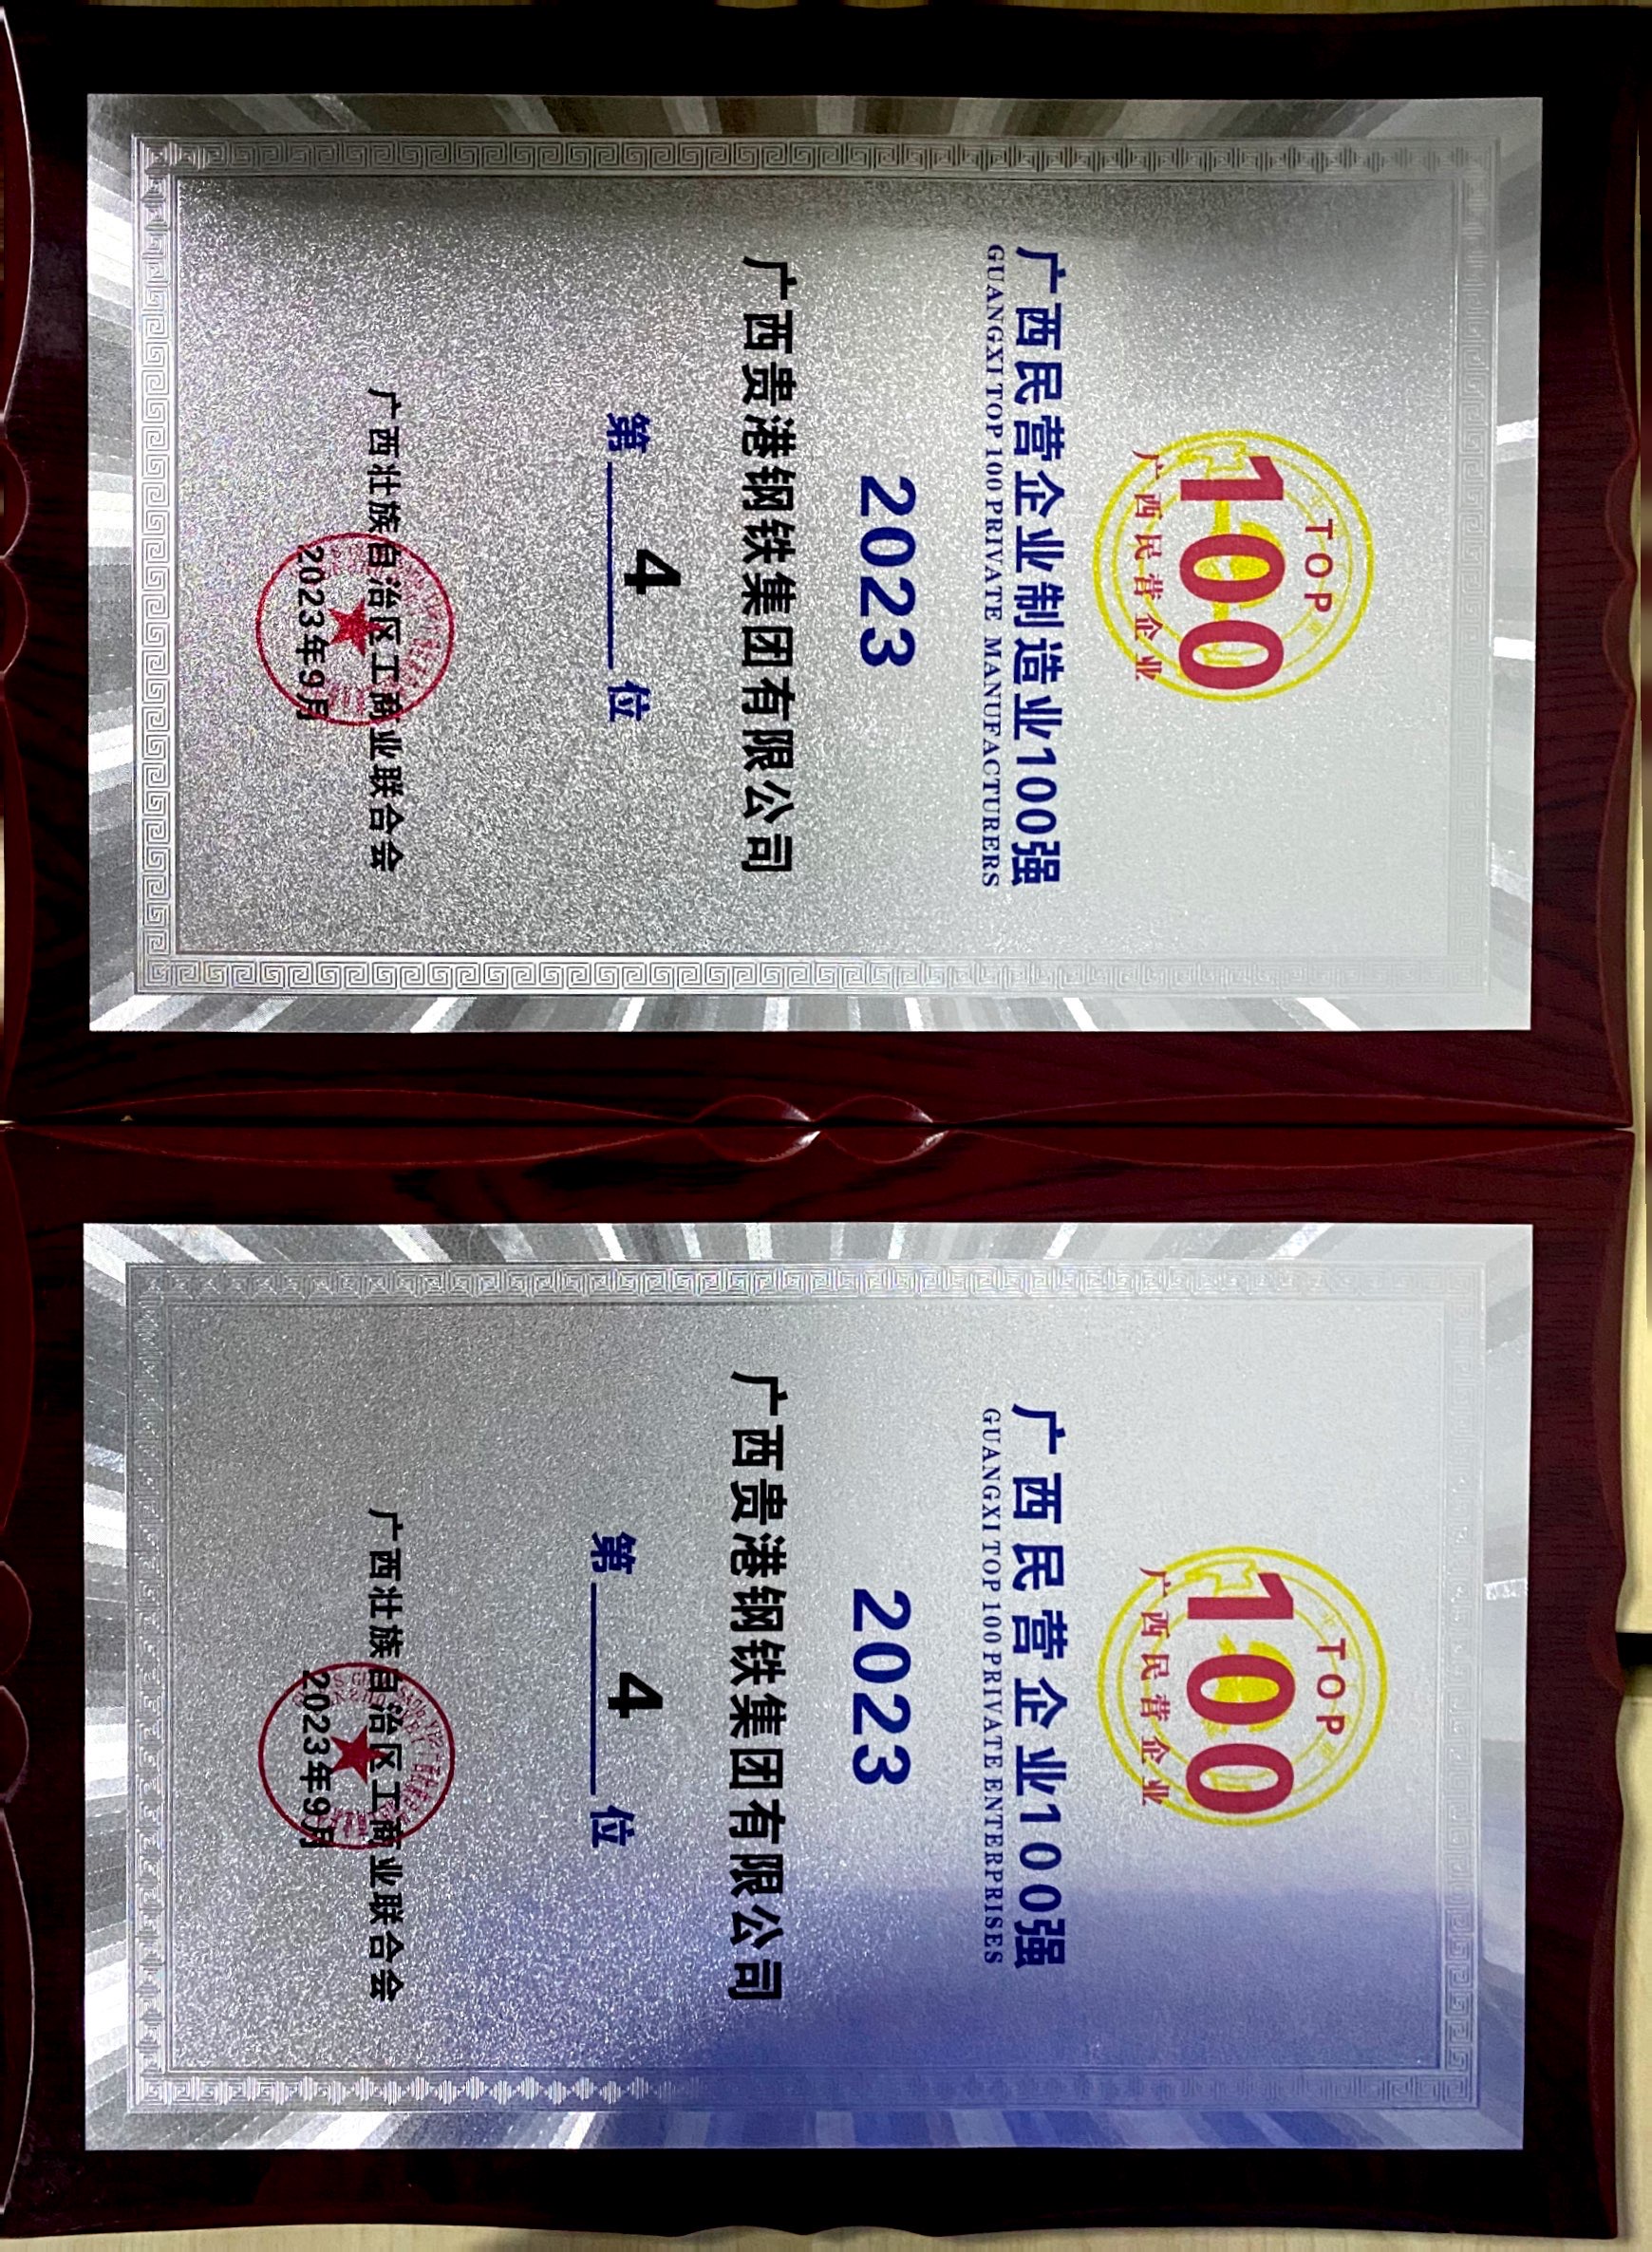 TOP
100
广西民营企业
广西民营企业制造业100强
GUANGXI TOP 100 PRIVATE MANUFACTURERS
2023
广西贵港钢铁集团有限公司
第 4 位
广西壮族自治区工商业联合会
2023年9月
TOP
100
广西民营企业
广西民营企业100强
GUANGXI TOP 100 PRIVATE ENTERPRISES
2023
广西贵港钢铁集团有限公司
第 4 位
广西壮族自治区工商业联合会
2023年9月